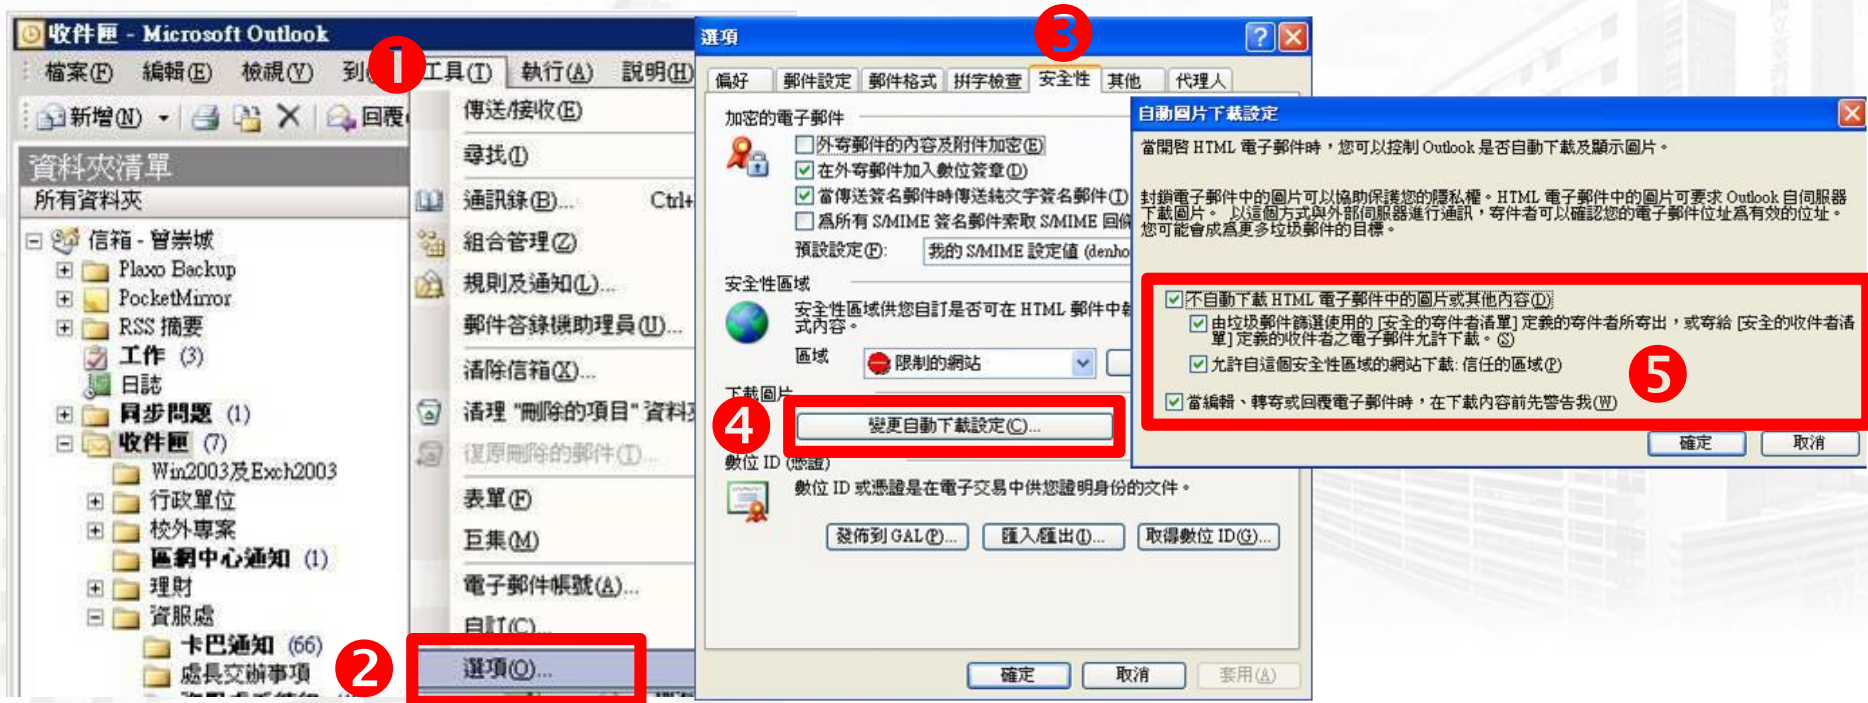 收件匣 - Microsoft Outlook
1
檔案(F) 編輯(E) 檢視(V) 到 工具(T) 執行(A) 說明(H)
新增(N) 回覆
資料夾清單
所有資料夾
信箱 - 曾崇城
Plaxo Backup
PocketMirror
RSS 摘要
工作 (3)
日誌
同步問題 (1)
收件匣 (7)
Win2003及Exch2003
行政單位
校外專案
區網中心通知 (1)
理財
資服處
卡巴通知 (66)
處長交辦事項
傳送/接收(E)
尋找(I)
通訊錄(B)... Ctrl+
組合管理(Z)
規則及通知(L)...
郵件答錄機助理員(U)...
清除信箱(X)...
清理 "刪除的項目" 資料
復原刪除的郵件(T)...
表單(F)
巨集(M)
電子郵件帳號(A)...
自訂(C)...
2
選項(O)...
選項
3
偏好 郵件設定 郵件格式 拼字檢查 安全性 其他 代理人
加密的電子郵件
外寄郵件的內容及附件加密(E)
在外寄郵件加入數位簽章(D)
當傳送簽名郵件時傳送純文字簽名郵件(T)
為所有 S/MIME 簽名郵件索取 S/MIME 回條
預設設定(F): 我的 S/MIME 設定值 (denho
安全性區域
安全性區域供您自訂是否可在 HTML 郵件中執
式內容。
區域 限制的網站
下載圖片
4
變更自動下載設定(C)...
數位 ID (憑證)
數位 ID 或憑證是在電子交易中供您證明身份的文件。
發佈到 GAL(P)... 匯入/匯出(I)... 取得數位 ID(G)...
確定 取消 套用(A)
自動圖片下載設定
當開啓 HTML 電子郵件時，您可以控制 Outlook 是否自動下載及顯示圖片。
封鎖電子郵件中的圖片可以協助保護您的隱私權。HTML 電子郵件中的圖片可要求 Outlook 自伺服器
下載圖片。 以這個方式與外部伺服器進行通訊，寄件者可以確認您的電子郵件位址為有效的位址。
您可能會成為更多垃圾郵件的目標。
不自動下載 HTML 電子郵件中的圖片或其他內容(D)
由垃圾郵件篩選使用的 [安全的寄件者清單] 定義的寄件者所寄出，或寄給 [安全的收件者清
單] 定義的收件者之電子郵件允許下載。(S)
允許自這個安全性區域的網站下載: 信任的區域(P)
5
當編輯、轉寄或回覆電子郵件時，在下載內容前先警告我(W)
確定 取消